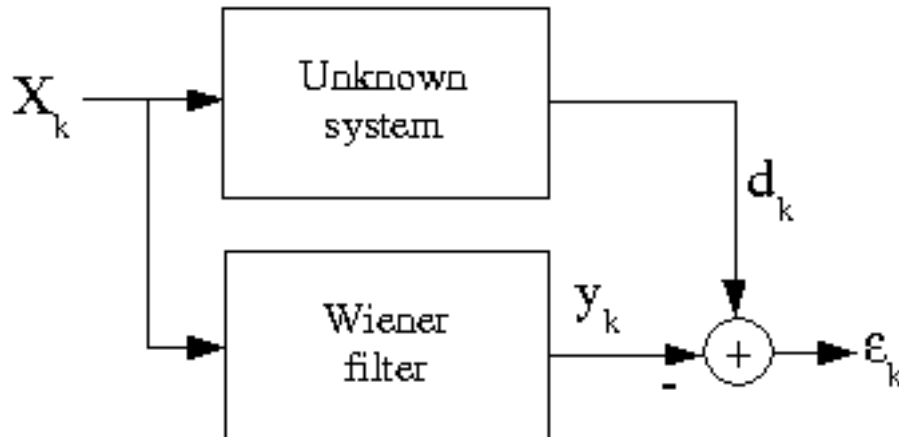 X_k
Unknown
system
d_k
Wiener
filter
y_k
+
-
ε_k